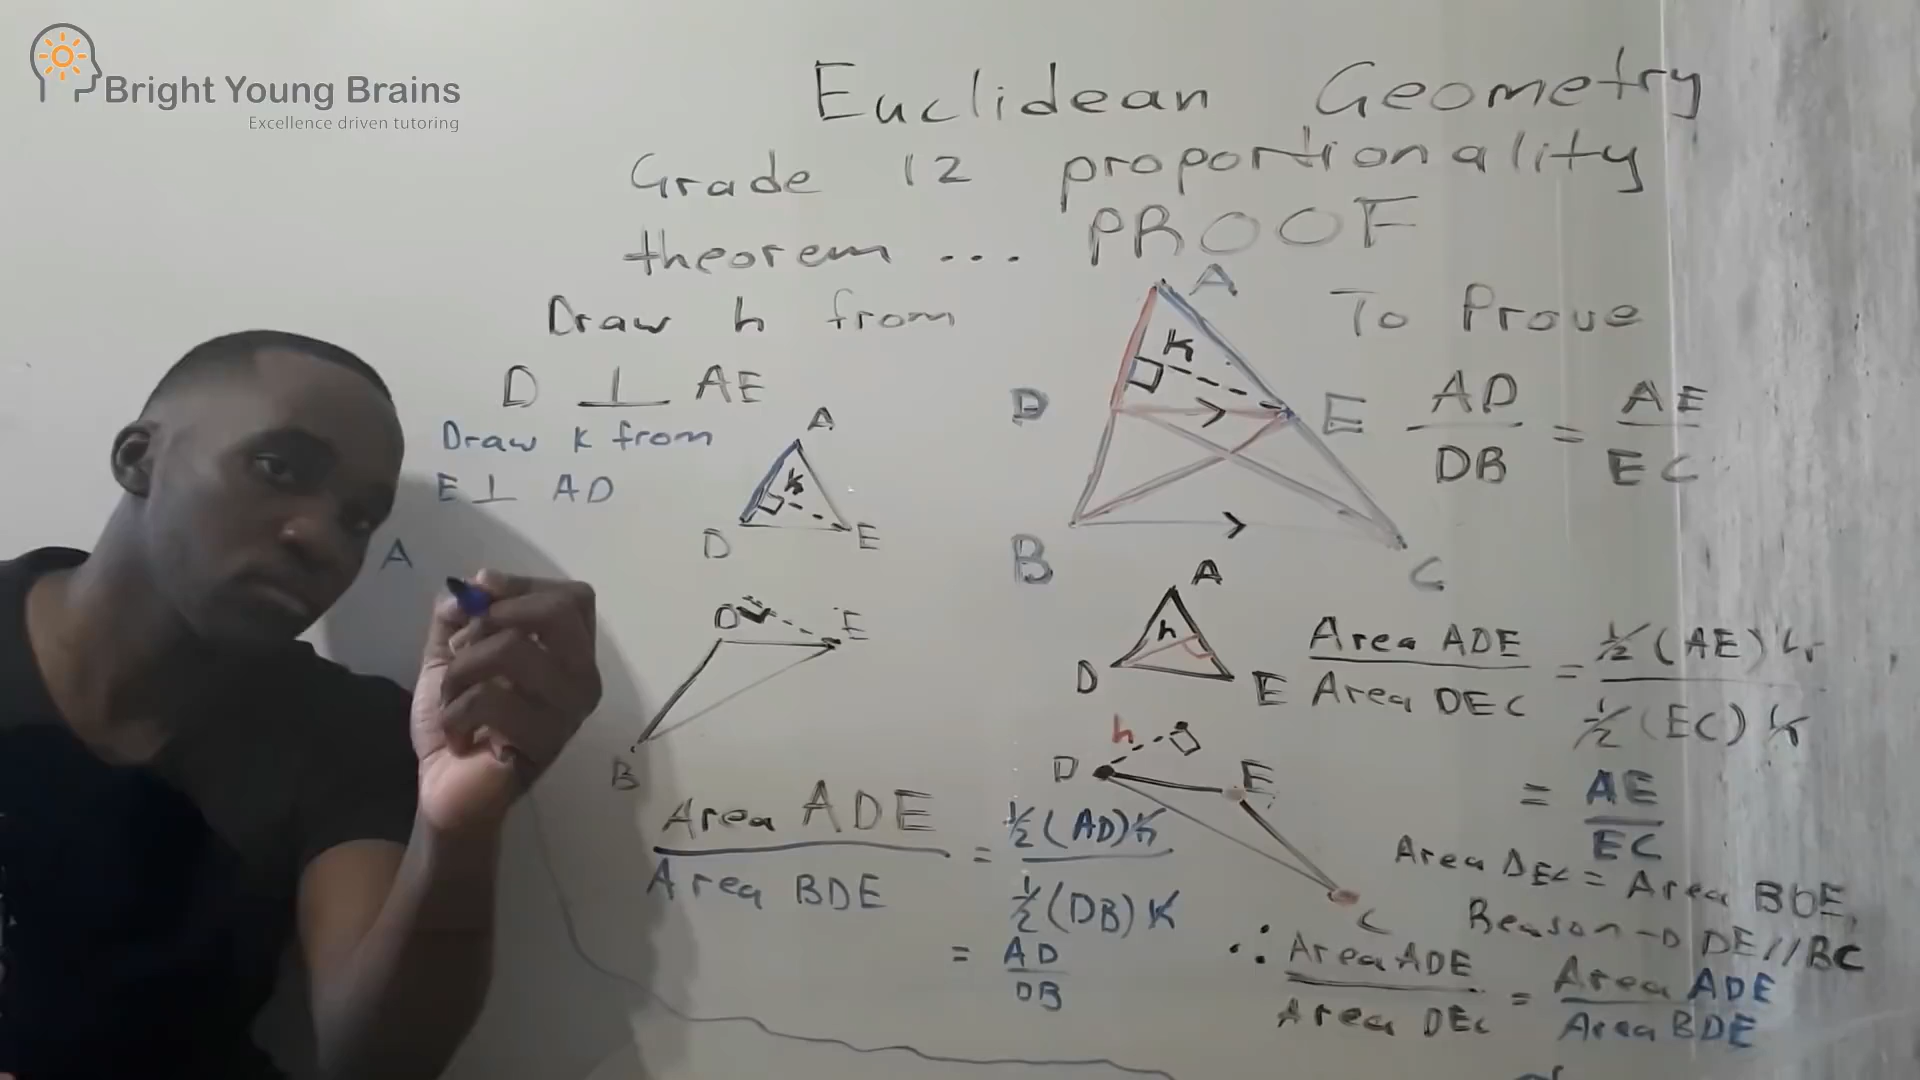 Bright Young Brains
Excellence driven tutoring
Euclidean Geometry
Grade 12 proportionality
theorem ... PROOF
Draw h from
D ⊥ AE
Draw k from
E ⊥ AD
A
A
k
D E
D E
B
Area ADE / Area BDE = ½(AD)k / ½(DB)k
= AD / DB
A
k
D E
B C
To Prove
AD / DB = AE / EC
A
h
D E
h
D E
C
Area ADE / Area DEC = ½(AE)h / ½(EC)h
= AE / EC
Area DEC = Area BDE,
Reason → DE//BC
∴ Area ADE / Area DEC = Area ADE / Area BDE